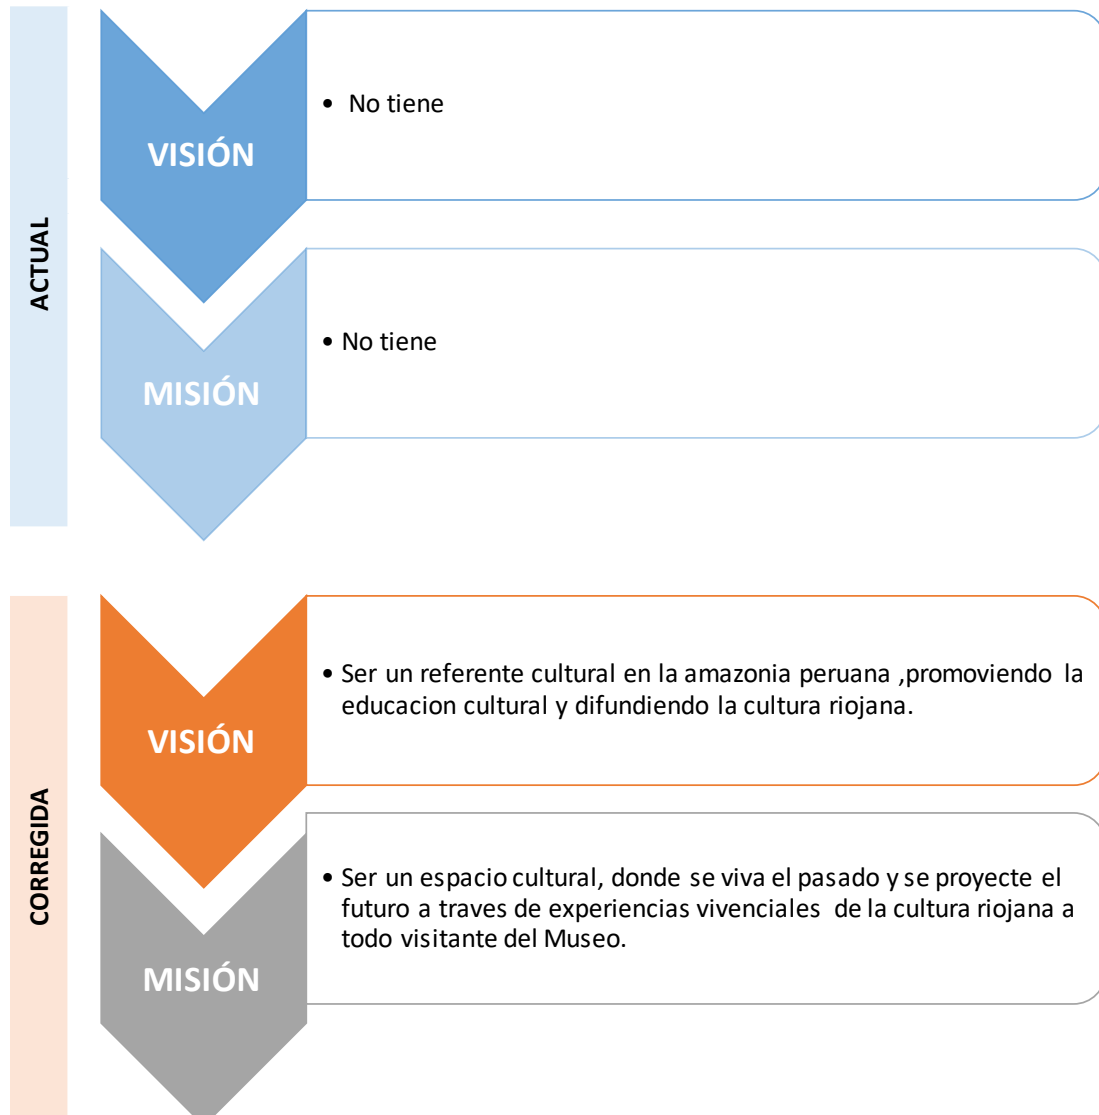 ACTUAL
VISIÓN
• No tiene
MISIÓN
• No tiene
CORREGIDA
VISIÓN
• Ser un referente cultural en la amazonia peruana ,promoviendo la
educacion cultural y difundiendo la cultura riojana.
MISIÓN
• Ser un espacio cultural, donde se viva el pasado y se proyecte el
futuro a traves de experiencias vivenciales de la cultura riojana a
todo visitante del Museo.